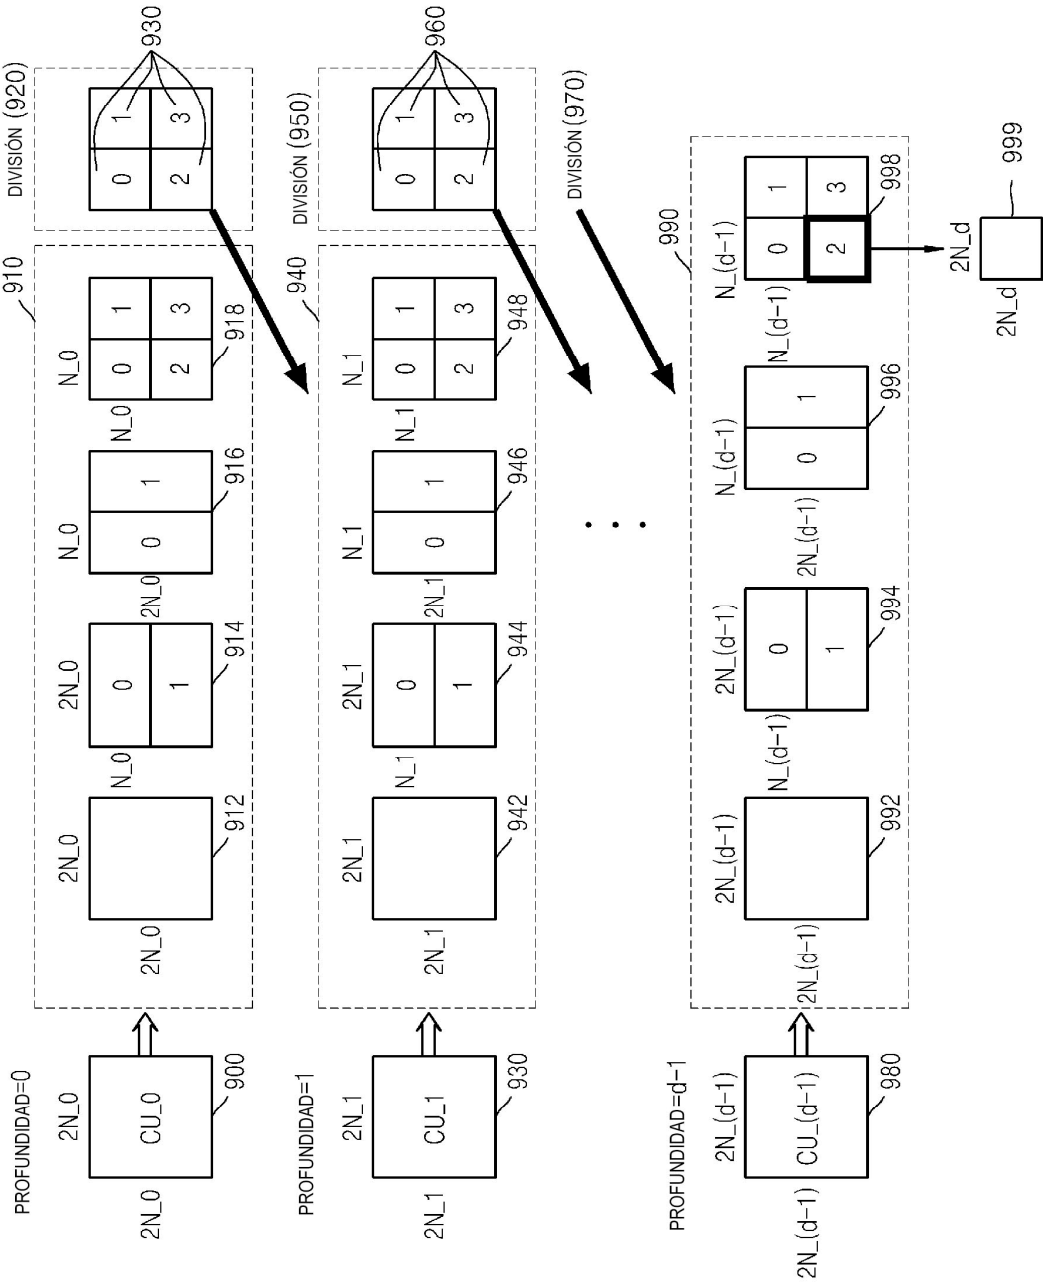 PROFUNDIDAD=0
2N_0
2N_0
CU_0
900
910
2N_0
2N_0
912
2N_0
N_0
0
1
914
N_0
2N_0
0
1
916
N_0
N_0
0
1
2
3
918
DIVISIÓN (920)
0
1
2
3
930
PROFUNDIDAD=1
2N_1
2N_1
CU_1
930
940
2N_1
2N_1
942
2N_1
N_1
0
1
944
N_1
2N_1
0
1
946
N_1
N_1
0
1
2
3
948
DIVISIÓN (950)
0
1
2
3
960
DIVISIÓN (970)
PROFUNDIDAD=d-1
2N_(d-1)
2N_(d-1)
CU_(d-1)
980
990
2N_(d-1)
2N_(d-1)
992
2N_(d-1)
N_(d-1)
0
1
994
N_(d-1)
2N_(d-1)
0
1
996
N_(d-1)
N_(d-1)
0
1
2
3
998
2N_d
2N_d
999